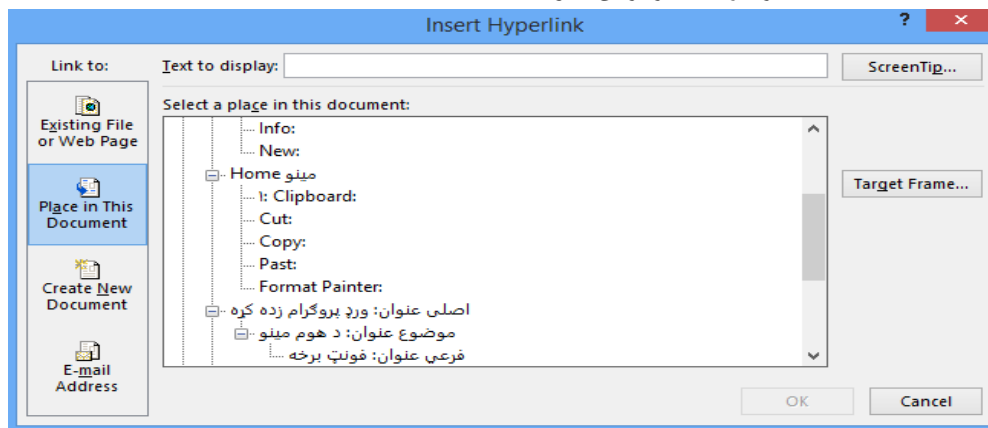 Insert Hyperlink
?
Link to:
Text to display:
ScreenTip...
Existing File
or Web Page
Select a place in this document:
Info:
New:
Home مینو
Place in This
Document
Target Frame...
۱: Clipboard:
Cut:
Copy:
Past:
Format Painter:
Create New
Document
اصلی عنوان: ورډ پروګرام زده کړه
موضوع عنوان: د هوم مینو
فرعي عنوان: فونټ برخه
E-mail
Address
OK
Cancel